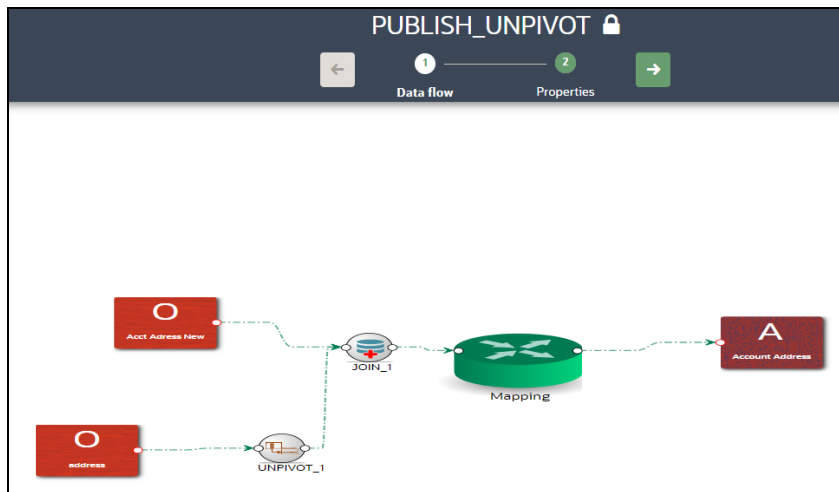 PUBLISH_UNPIVOT
1
2
Data flow
Properties
O
Acct Adress New
JOIN_1
Mapping
A
Account Address
O
address
UNPIVOT_1